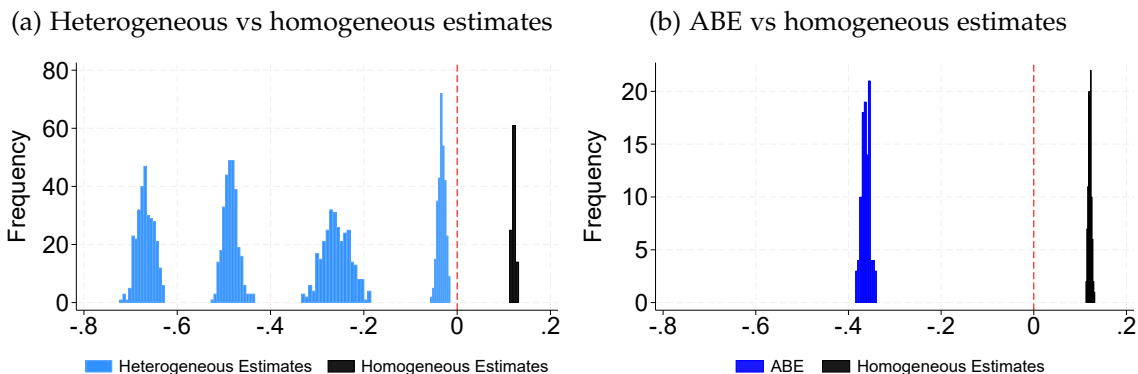 (a) Heterogeneous vs homogeneous estimates
80
60
40
20
0
Frequency
-.8
-.6
-.4
-.2
0
.2
Heterogeneous Estimates
Homogeneous Estimates
(b) ABE vs homogeneous estimates
20
15
10
5
0
Frequency
-.8
-.6
-.4
-.2
0
.2
ABE
Homogeneous Estimates